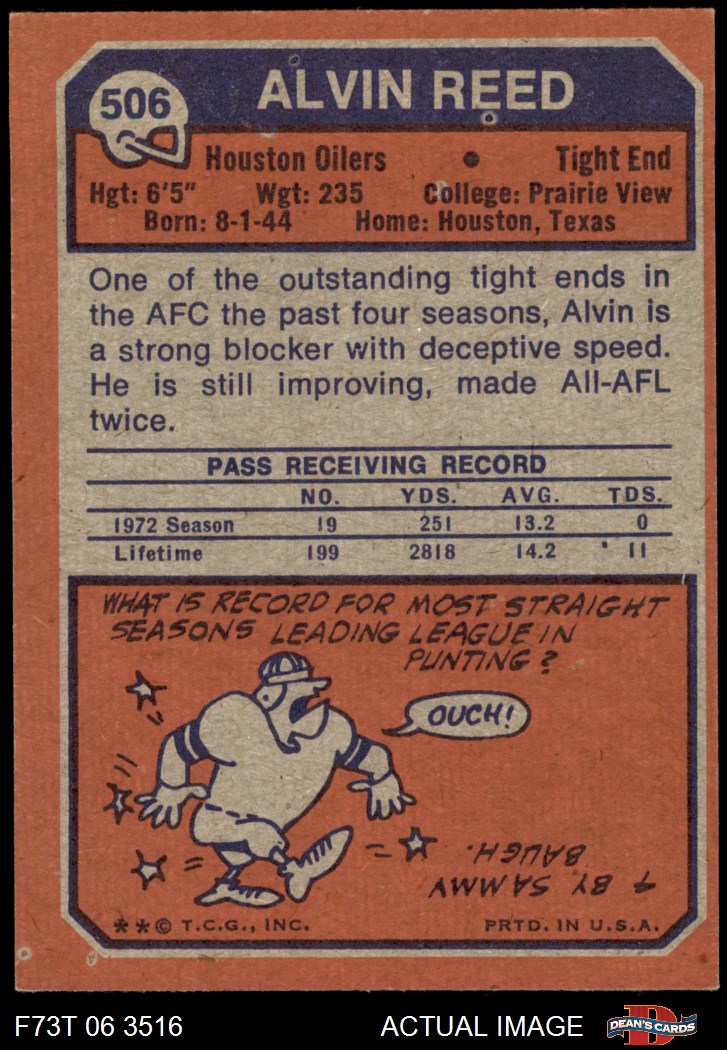 506
ALVIN REED
Houston Oilers • Tight End
Hgt: 6'5" Wgt: 235 College: Prairie View
Born: 8-1-44 Home: Houston, Texas
One of the outstanding tight ends in
the AFC the past four seasons, Alvin is
a strong blocker with deceptive speed.
He is still improving, made All-AFL
twice.
PASS RECEIVING RECORD
NO. YDS. AVG. TDS.
1972 Season 19 251 13.2 0
Lifetime 199 2818 14.2 11
WHAT IS RECORD FOR MOST STRAIGHT
SEASONS LEADING LEAGUE IN
PUNTING?
OUCH!
4 BY SAMMY
BAUGH.
**© T.C.G., INC. PRTD. IN U.S.A.
F73T 06 3516 ACTUAL IMAGE D DEAN'S CARDS